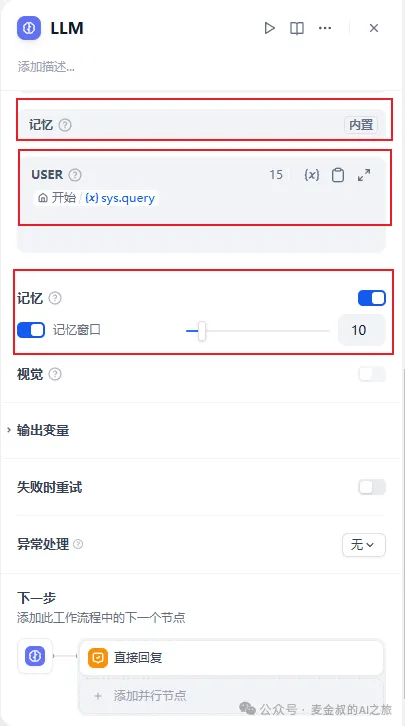 LLM
添加描述...
记忆 内置
USER 15 {x}
开始 / {x} sys.query
记忆
记忆窗口 10
视觉
输出变量
失败时重试
异常处理 无
下一步
添加此工作流程中的下一个节点
直接回复
+ 添加并行节点
公众号 · 麦金叔的AI之旅